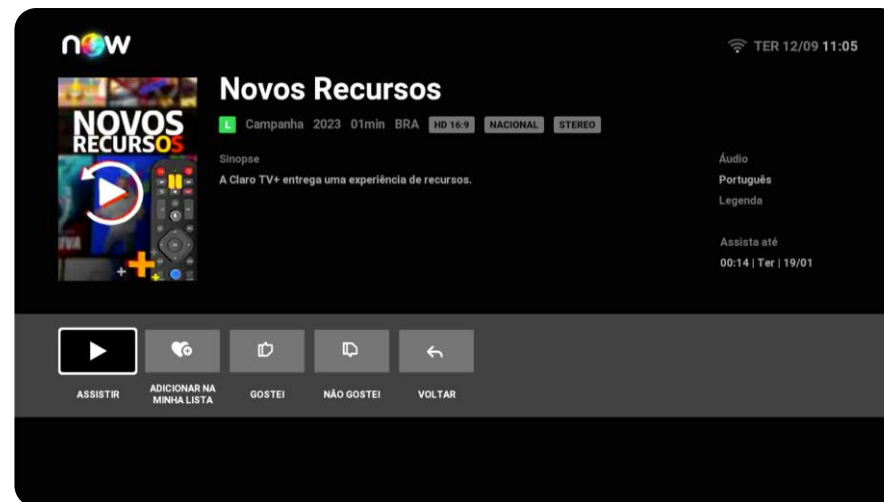 now
TER 12/09 11:05
NOVOS
RECURSOS
Novos Recursos
L Campanha 2023 01min BRA HD 16:9 NACIONAL STEREO
Sinopse
A Claro TV+ entrega uma experiência de recursos.
Áudio
Português
Legenda
Assista até
00:14 | Ter | 19/01
ASSISTIR
ADICIONAR NA
MINHA LISTA
GOSTEI
NÃO GOSTEI
VOLTAR